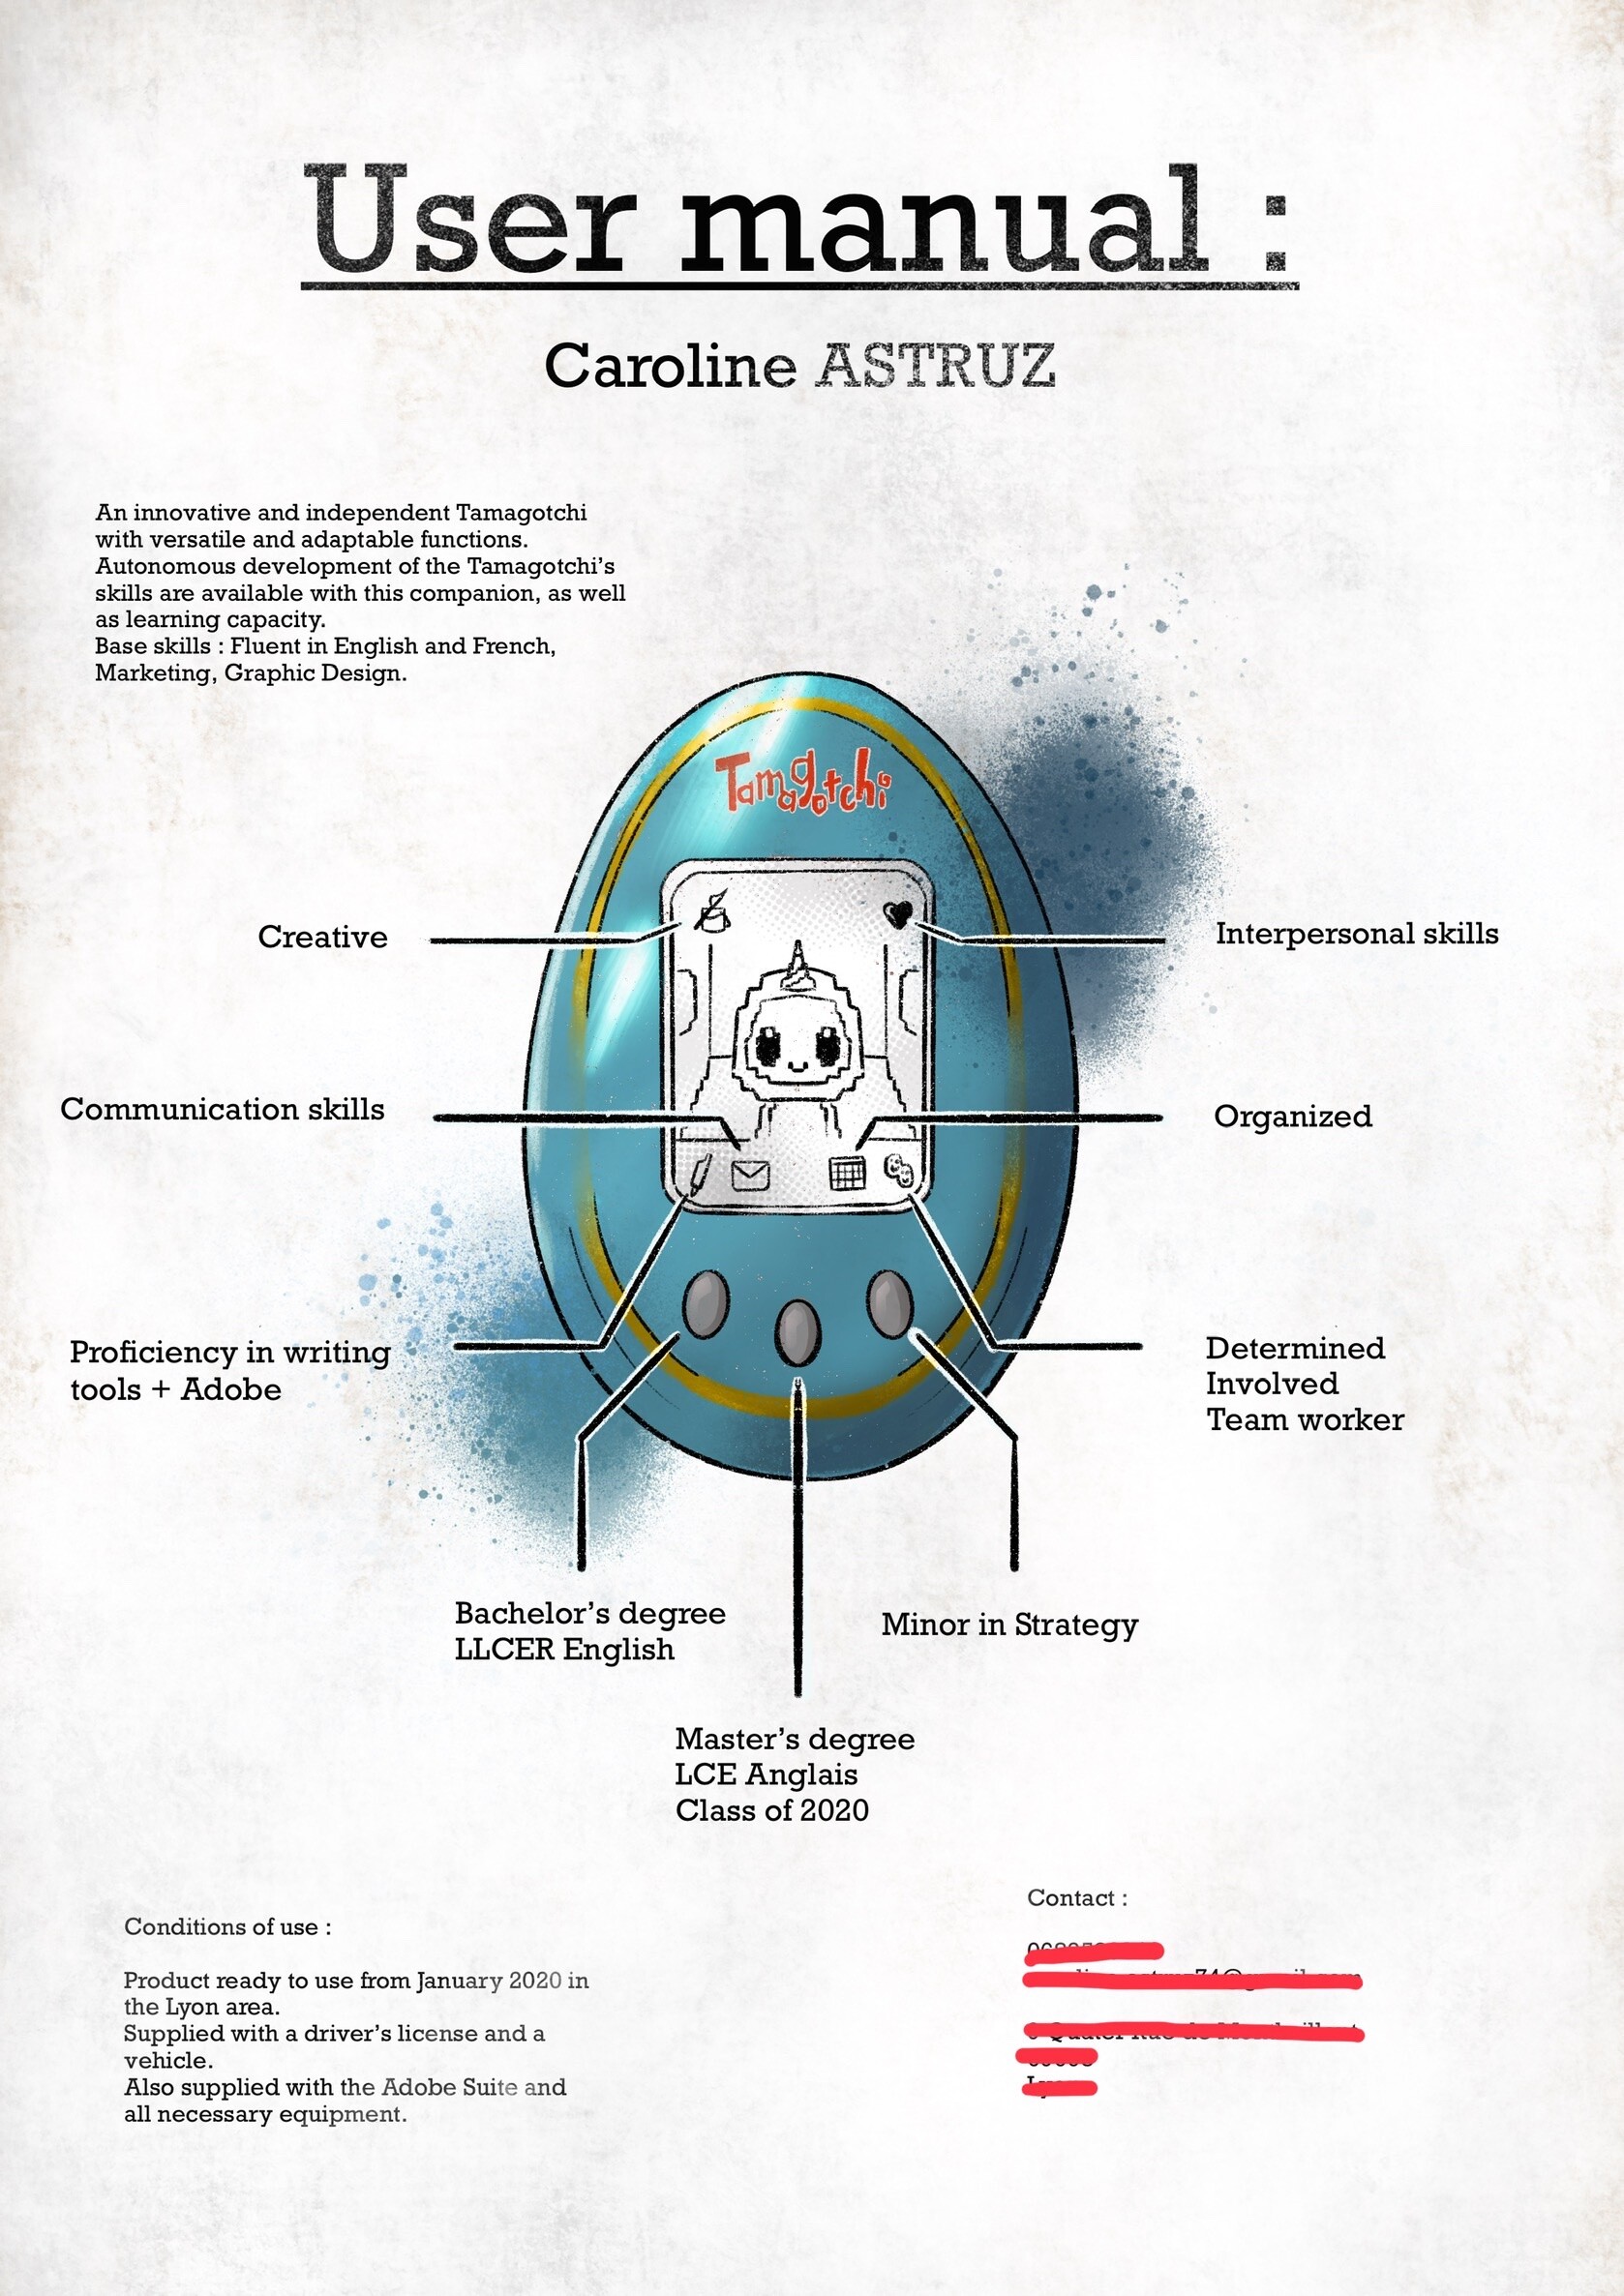 User manual :
Caroline ASTRUZ
An innovative and independent Tamagotchi
with versatile and adaptable functions.
Autonomous development of the Tamagotchi's
skills are available with this companion, as well
as learning capacity.
Base skills : Fluent in English and French,
Marketing, Graphic Design.
Tamagotchi
Creative
Interpersonal skills
Communication skills
Organized
Proficiency in writing
tools + Adobe
Determined
Involved
Team worker
Bachelor's degree
LLCER English
Minor in Strategy
Master's degree
LCE Anglais
Class of 2020
Conditions of use :
Product ready to use from January 2020 in
the Lyon area.
Supplied with a driver's license and a
vehicle.
Also supplied with the Adobe Suite and
all necessary equipment.
Contact :